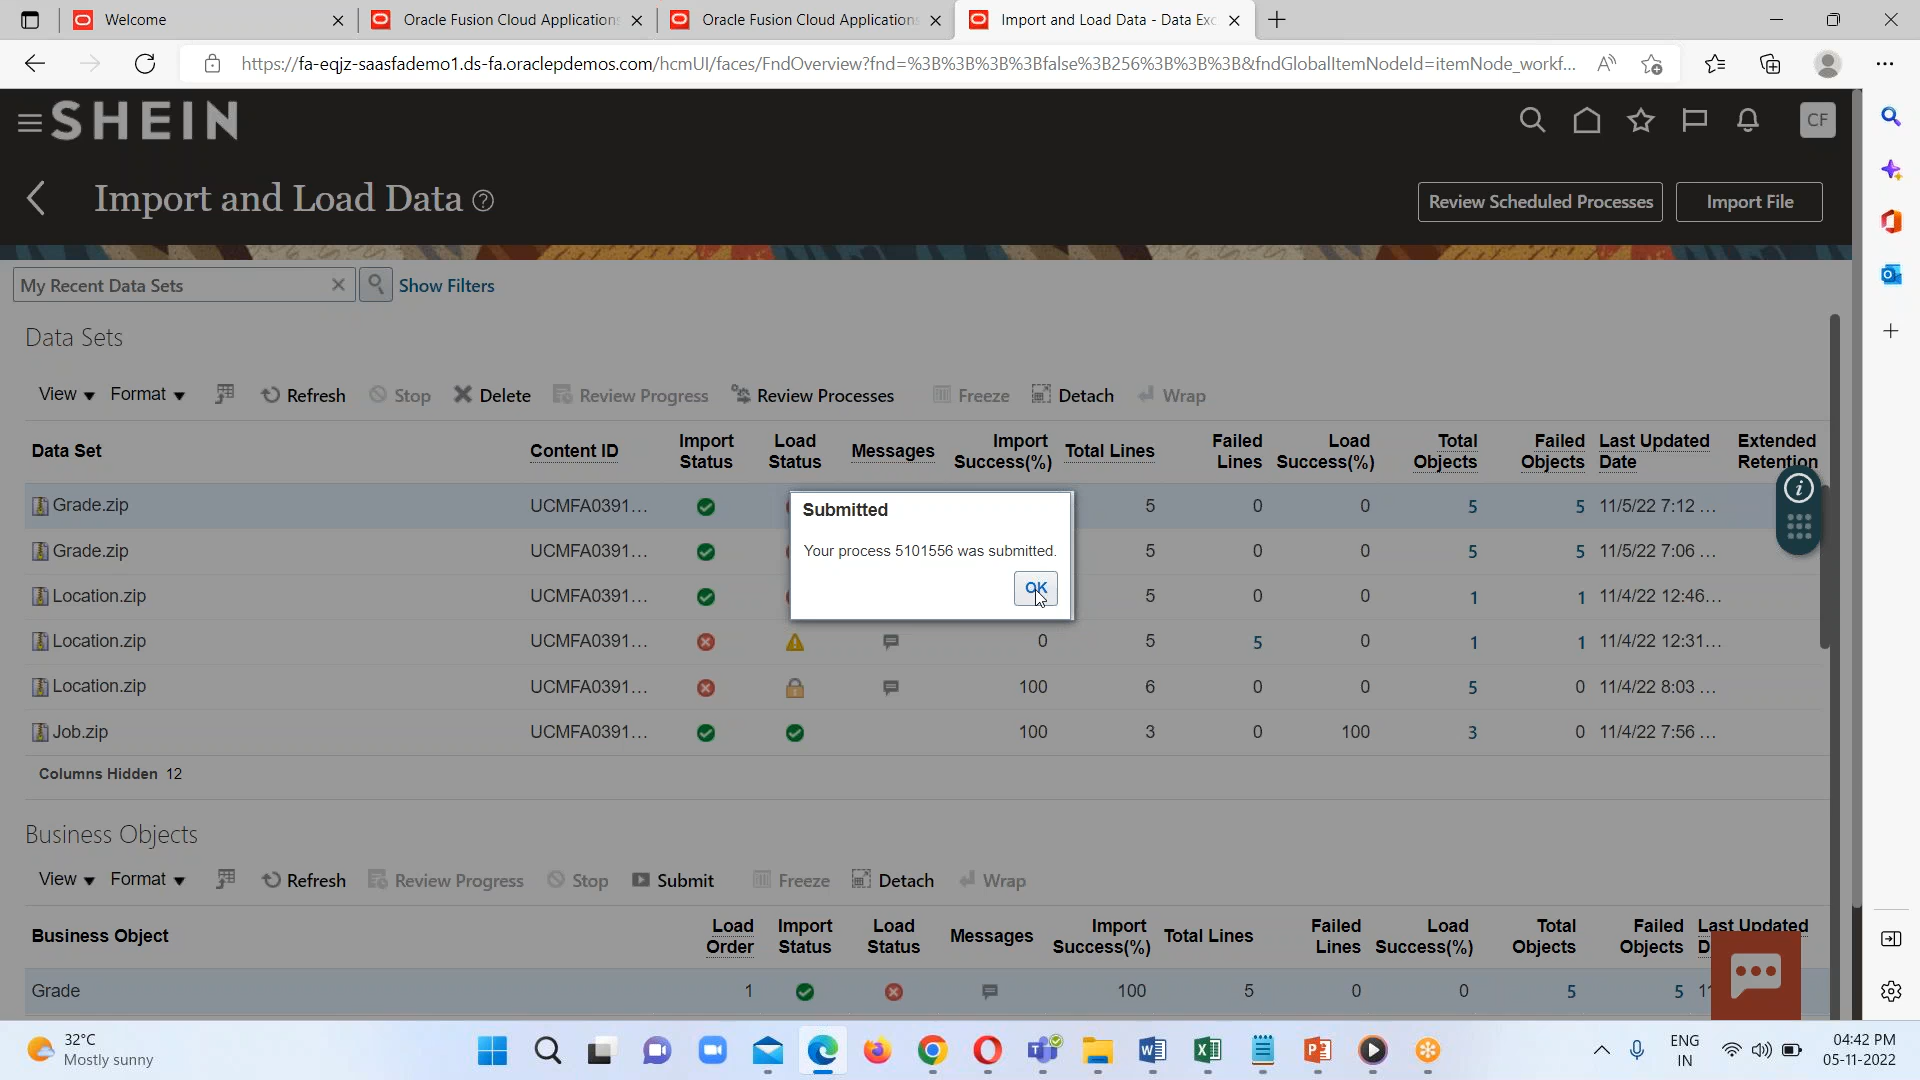 Welcome
Oracle Fusion Cloud Applications
Oracle Fusion Cloud Applications
Import and Load Data - Data Exc
https://fa-eqjz-saasfademo1.ds-fa.oraclepdemos.com/hcmUI/faces/FndOverview?fnd=%3B%3B%3B%3Bfalse%3B256%3B%3B%3B&fndGlobalItemNodeId=itemNode_workf...
SHEIN
CF
Import and Load Data
Review Scheduled Processes
Import File
My Recent Data Sets
Show Filters
Data Sets
View Format Refresh Stop Delete Review Progress Review Processes Freeze Detach Wrap
Data Set Content ID Import Status Load Status Messages Import Success(%) Total Lines Failed Lines Load Success(%) Total Objects Failed Objects Last Updated Date Extended Retention
Grade.zip UCMFA0391... 5 0 0 5 5 11/5/22 7:12 ...
Grade.zip UCMFA0391... 5 0 0 5 5 11/5/22 7:06 ...
Location.zip UCMFA0391... 5 0 0 1 1 11/4/22 12:46...
Location.zip UCMFA0391... 0 5 5 0 1 1 11/4/22 12:31...
Location.zip UCMFA0391... 100 6 0 0 5 0 11/4/22 8:03 ...
Job.zip UCMFA0391... 100 3 0 100 3 0 11/4/22 7:56 ...
Submitted
Your process 5101556 was submitted.
OK
Columns Hidden 12
Business Objects
View Format Refresh Review Progress Stop Submit Freeze Detach Wrap
Business Object Load Order Import Status Load Status Messages Import Success(%) Total Lines Failed Lines Load Success(%) Total Objects Failed Objects Last Updated
Grade 1 100 5 0 0 5 5
32°C
Mostly sunny
ENG
IN
04:42 PM
05-11-2022